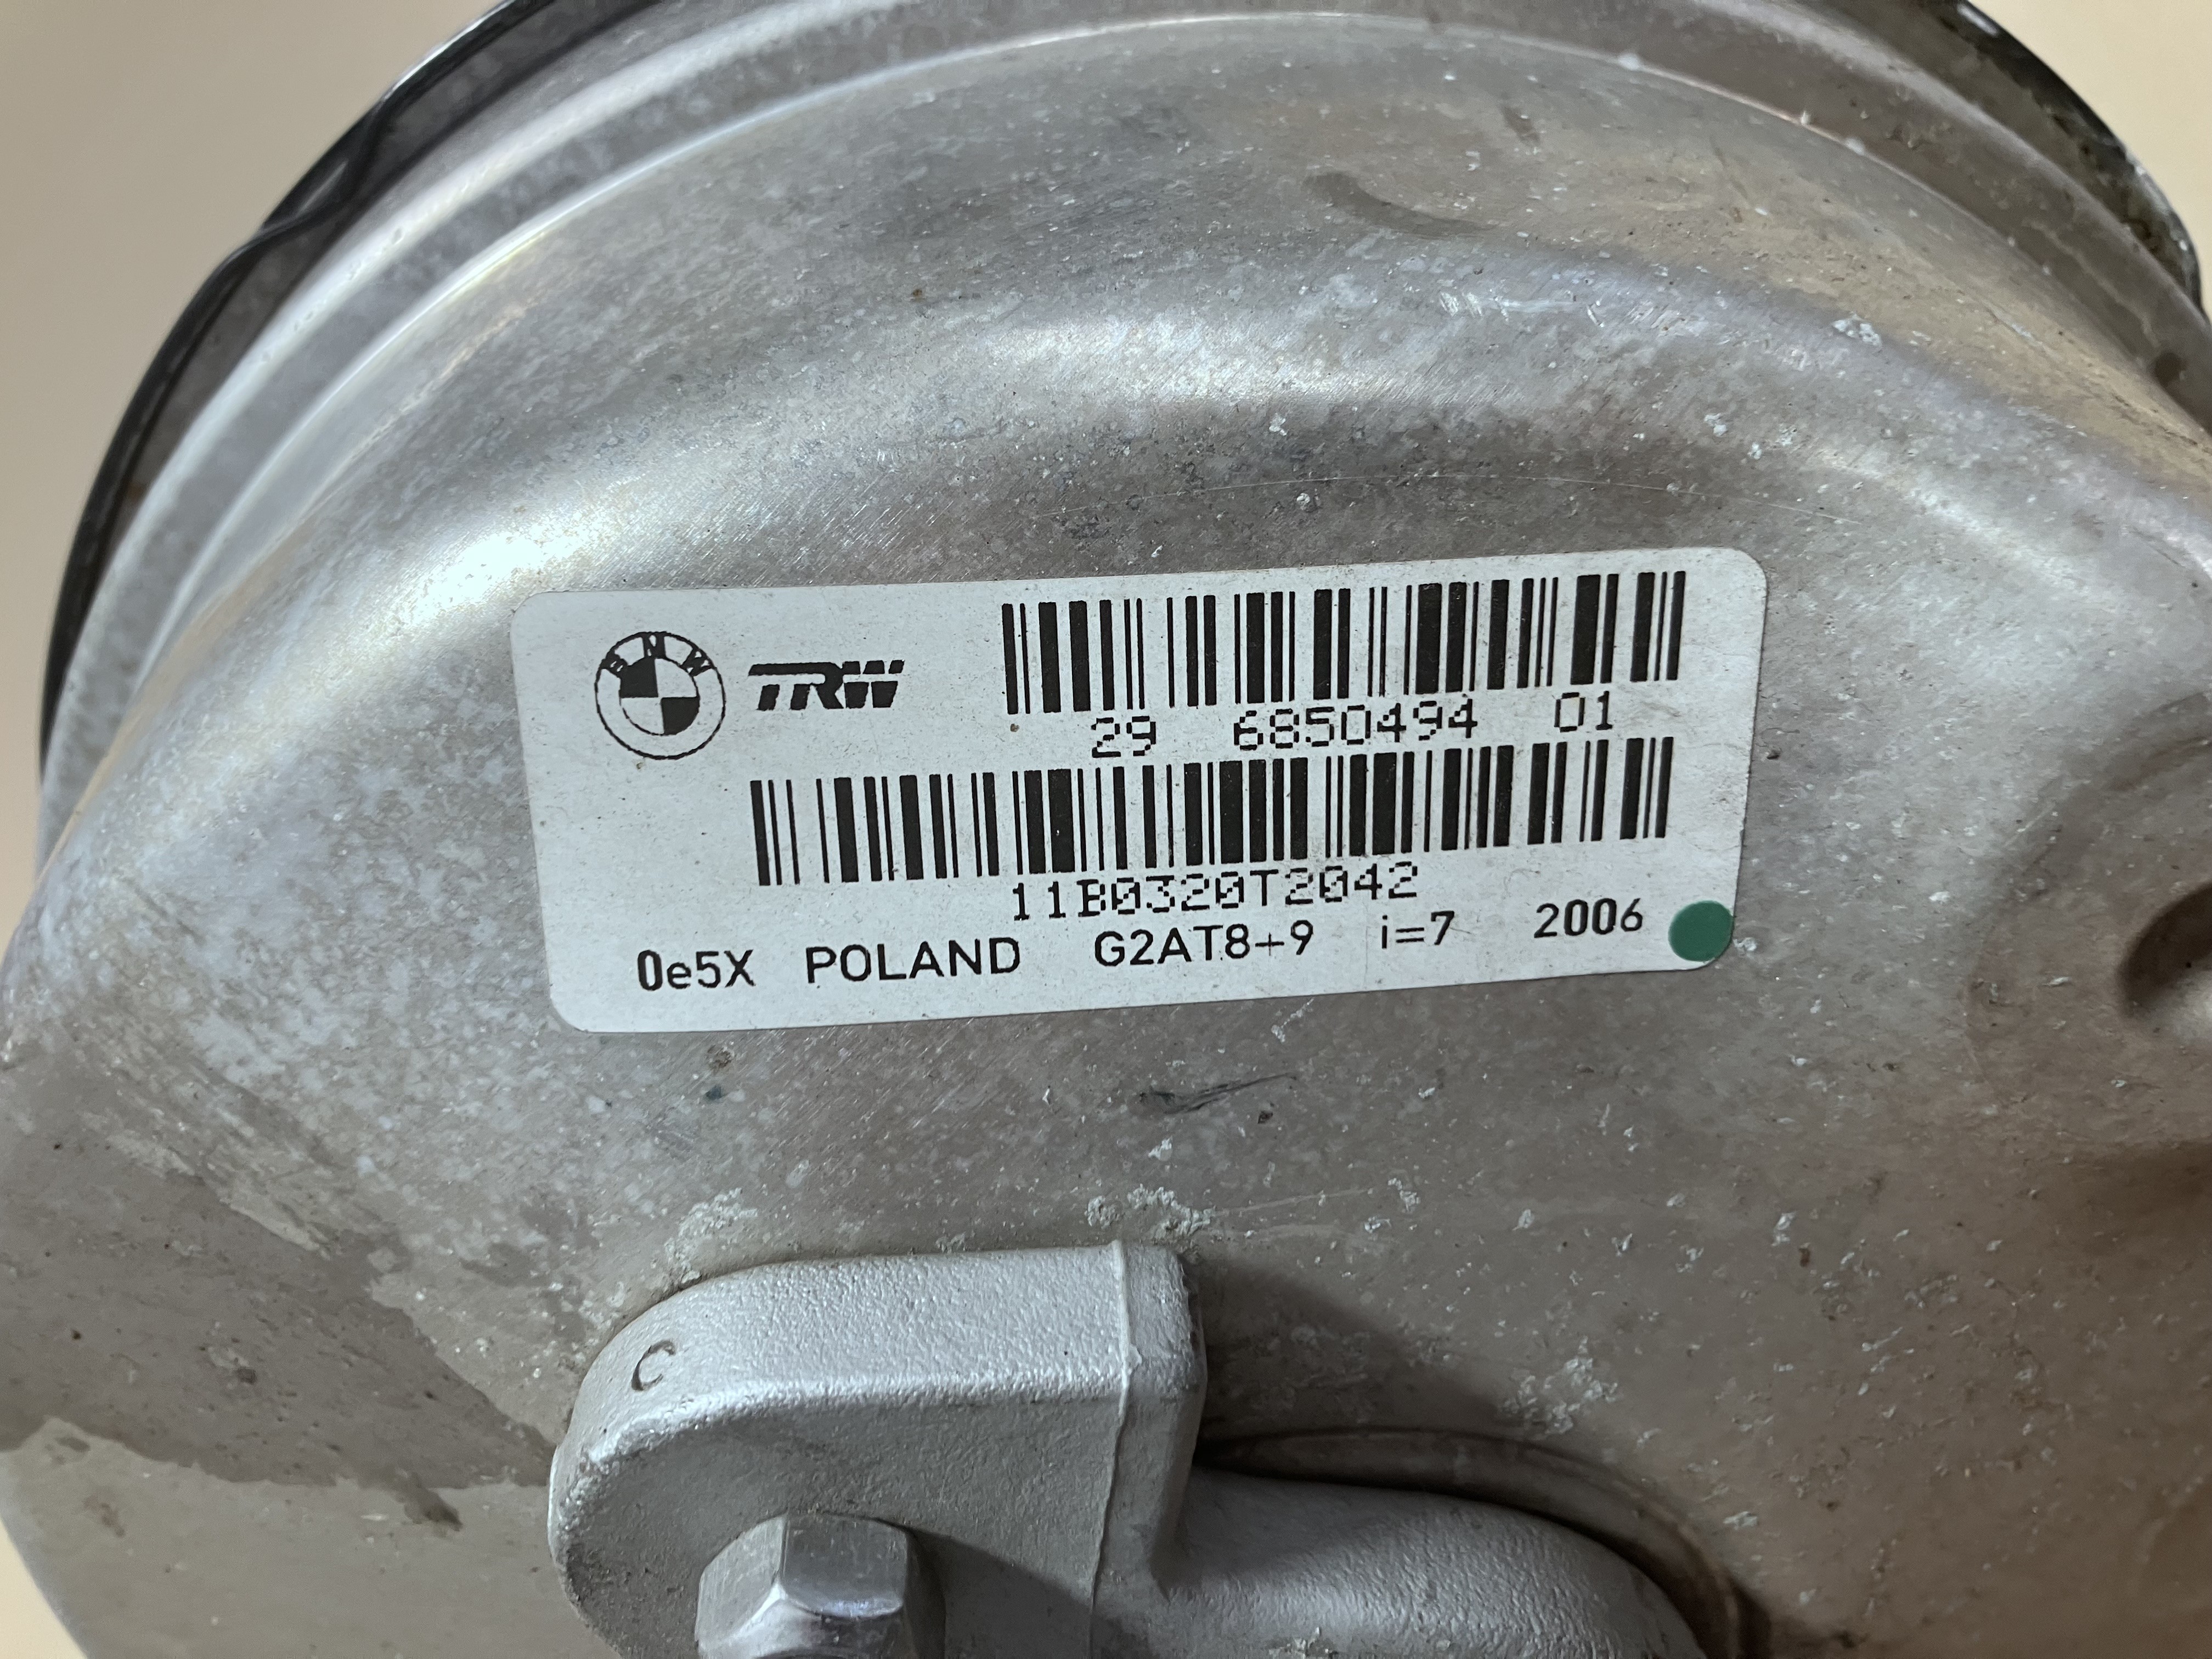 BMW TRW
29 6850494 01
11B0320T2042
0e5X POLAND G2AT8+9 i=7 2006
C